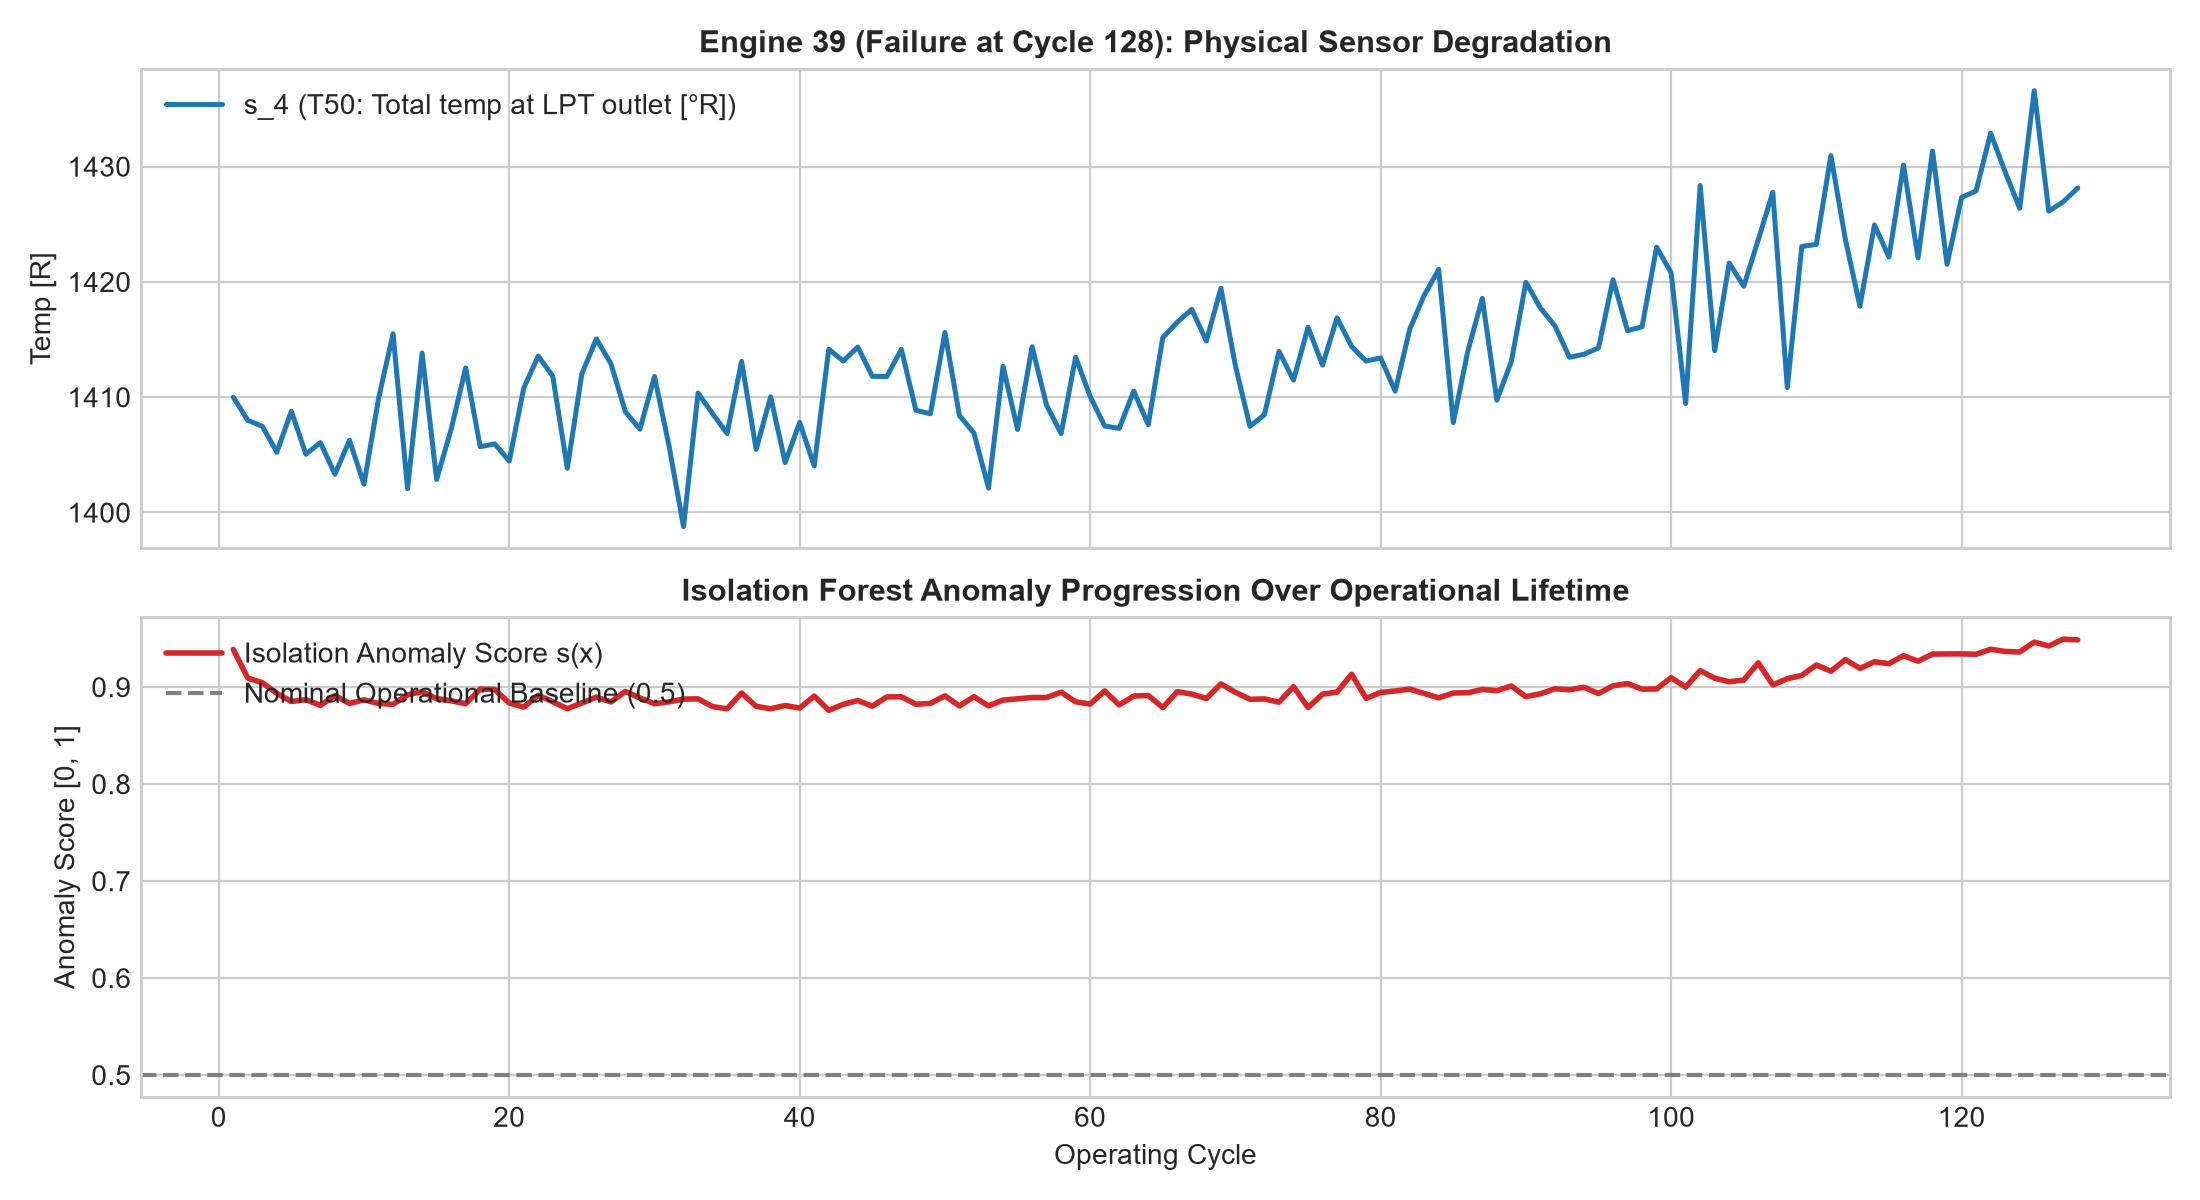 Engine 39 (Failure at Cycle 128): Physical Sensor Degradation
s_4 (T50: Total temp at LPT outlet [°R])
Temp [R]
1430
1420
1410
1400
Isolation Forest Anomaly Progression Over Operational Lifetime
Isolation Anomaly Score s(x)
Nominal Operational Baseline (0.5)
Anomaly Score [0, 1]
0.9
0.8
0.7
0.6
0.5
0 20 40 60 80 100 120
Operating Cycle